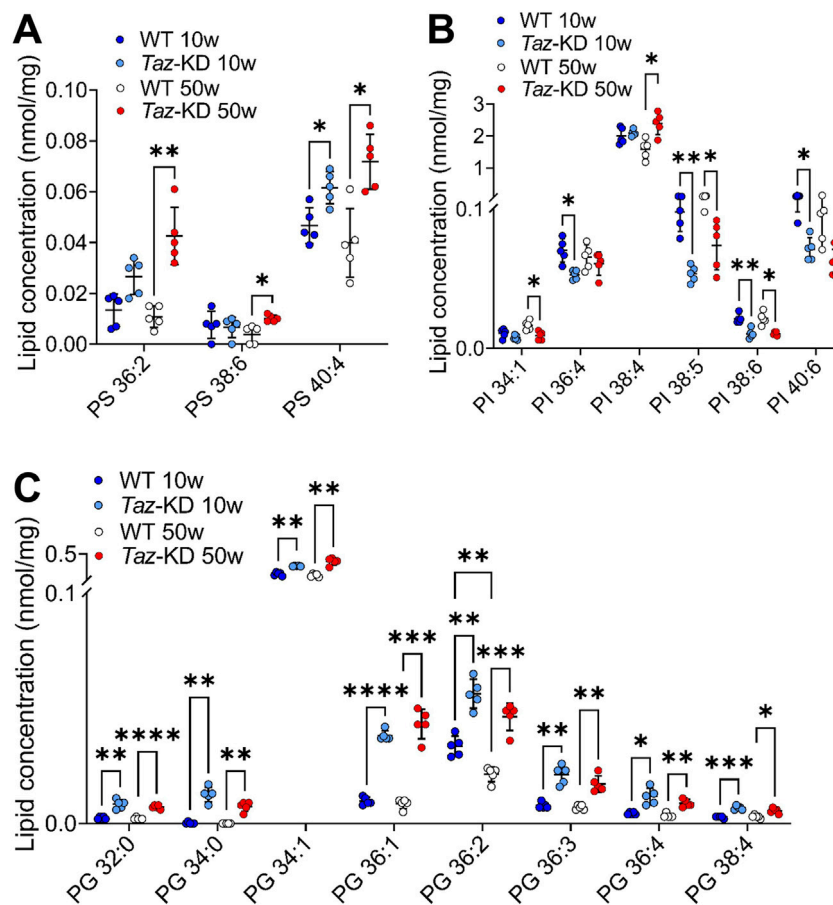 A
WT 10w
Taz-KD 10w
WT 50w
Taz-KD 50w
Lipid concentration (nmol/mg)
0.10
0.08
0.06
0.04
0.02
0.00
**
*
*
*
PS 36:2
PS 38:6
PS 40:4
B
WT 10w
Taz-KD 10w
WT 50w
Taz-KD 50w
Lipid concentration (nmol/mg)
3
2
1
0.1
0.0
*
*
*
**
*
**
*
*
PI 34:1
PI 36:4
PI 38:4
PI 38:5
PI 38:6
PI 40:6
C
WT 10w
Taz-KD 10w
WT 50w
Taz-KD 50w
Lipid concentration (nmol/mg)
0.5
0.1
0.0
**
****
**
**
**
**
****
***
**
**
***
**
**
*
**
***
*
PG 32:0
PG 34:0
PG 34:1
PG 36:1
PG 36:2
PG 36:3
PG 36:4
PG 38:4